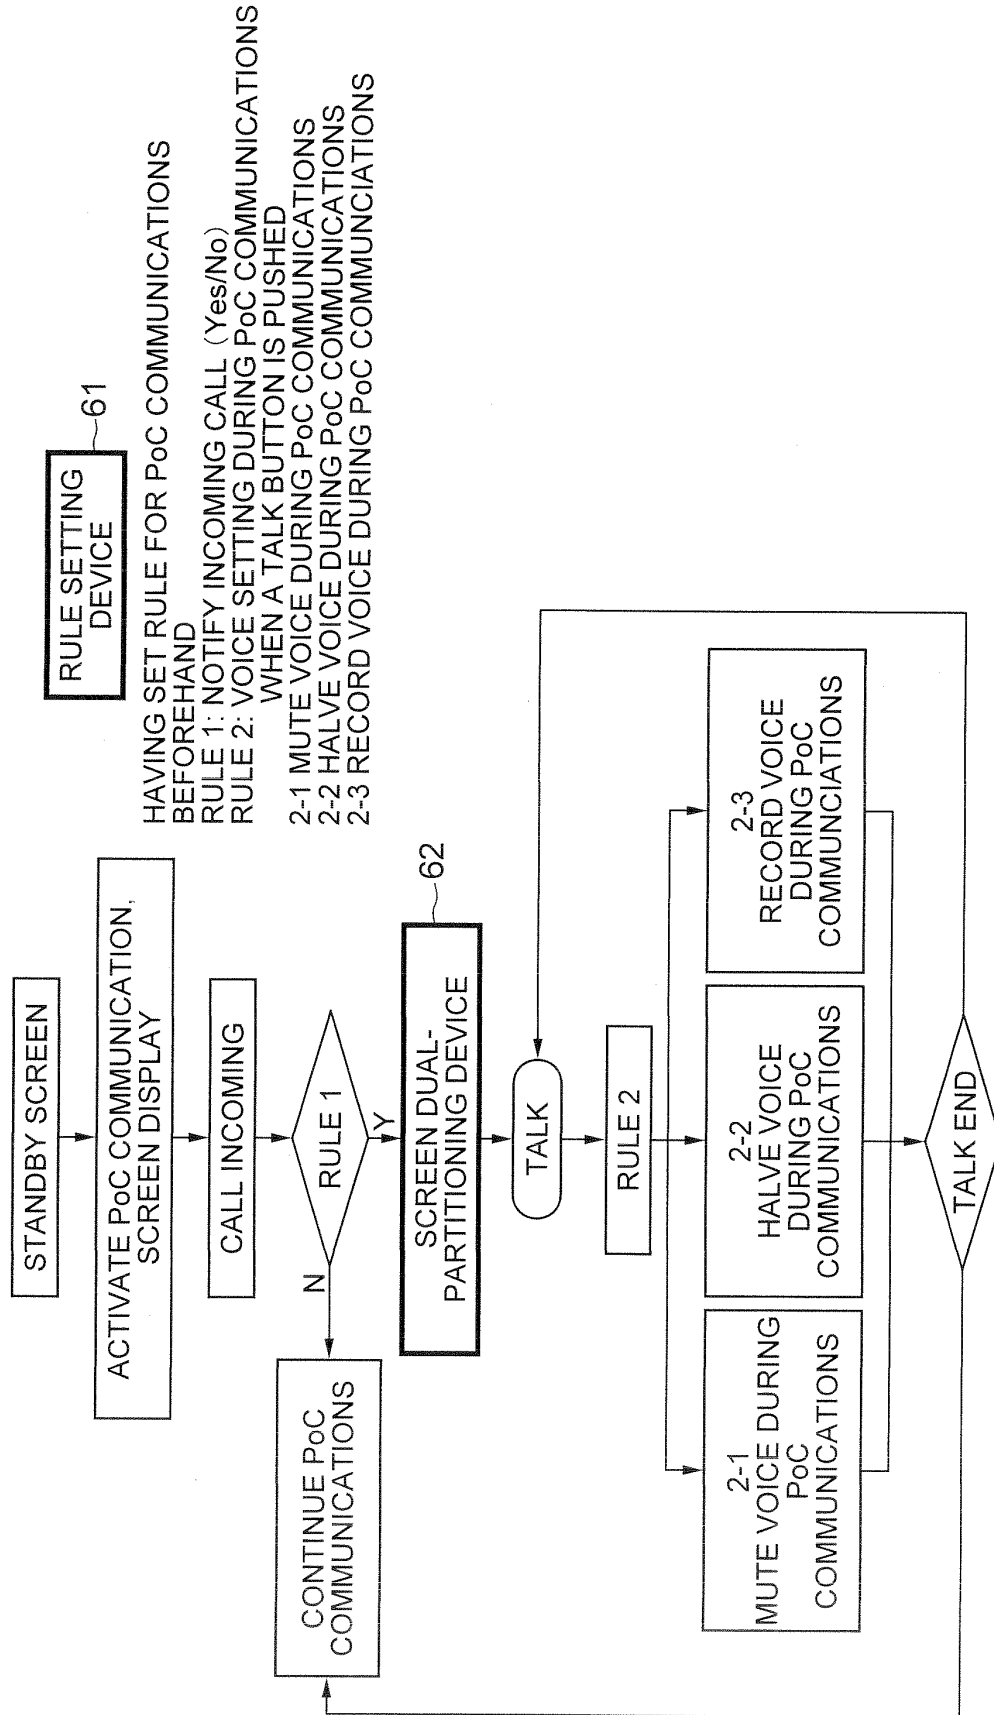 STANDBY SCREEN
ACTIVATE PoC COMMUNICATION,
SCREEN DISPLAY
CALL INCOMING
RULE 1
N
Y
CONTINUE PoC
COMMUNICATIONS
SCREEN DUAL-
PARTITIONING DEVICE
62
TALK
RULE 2
2-1
MUTE VOICE DURING
PoC
COMMUNICATIONS
2-2
HALVE VOICE
DURING PoC
COMMUNICATIONS
2-3
RECORD VOICE
DURING PoC
COMMUNCIATIONS
TALK END
RULE SETTING
DEVICE
61
HAVING SET RULE FOR PoC COMMUNICATIONS
BEFOREHAND
RULE 1: NOTIFY INCOMING CALL (Yes/No)
RULE 2: VOICE SETTING DURING PoC COMMUNICATIONS
WHEN A TALK BUTTON IS PUSHED
2-1 MUTE VOICE DURING PoC COMMUNICATIONS
2-2 HALVE VOICE DURING PoC COMMUNICATIONS
2-3 RECORD VOICE DURING PoC COMMUNCIATIONS